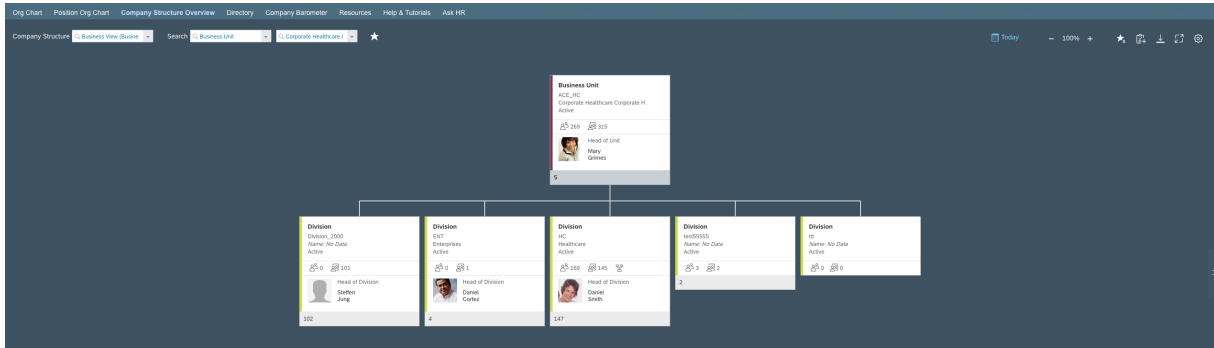 Org Chart Position Org Chart Company Structure Overview Directory Company Barometer Resources Help & Tutorials Ask HR
Company Structure Business View (Busine Search Business Unit Corporate Healthcare ( Today − 100% +
Business Unit
ACE_HC
Corporate Healthcare Corporate H
Active
269 315
Head of Unit
Mary
Grimes
5
Division
Division_2000
Name: No Data
Active
0 101
Head of Division
Steffen
Jung
102
Division
ENT
Enterprises
Active
0 1
Head of Division
Daniel
Cortez
4
Division
HC
Healthcare
Active
169 145
Head of Division
Daniel
Smith
147
Division
test55555
Name: No Data
Active
3 2
2
Division
ttt
Name: No Data
Active
0 0